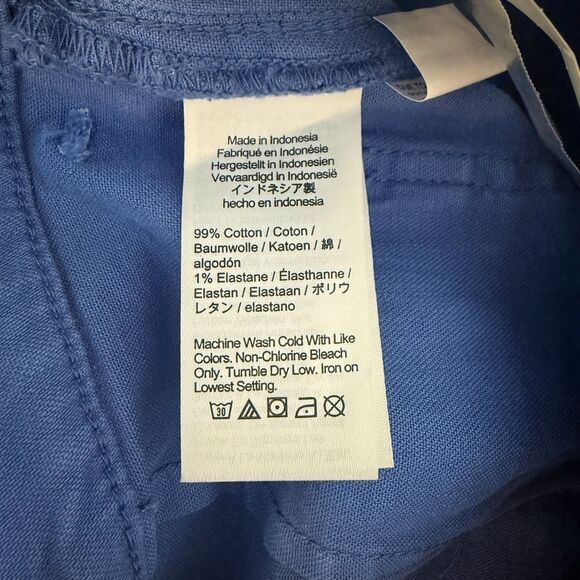 Made in Indonesia
Fabriqué en Indonésie
Hergestellt in Indonesien
Vervaardigd in Indonesië
インドネシア製
hecho en indonesia
99% Cotton / Coton /
Baumwolle / Katoen / 綿 /
algodón
1% Elastane / Élasthanne /
Elastan / Elastaan / ポリウ
レタン / elastano
Machine Wash Cold With Like
Colors. Non-Chlorine Bleach
Only. Tumble Dry Low. Iron on
Lowest Setting.
30
DUE TO